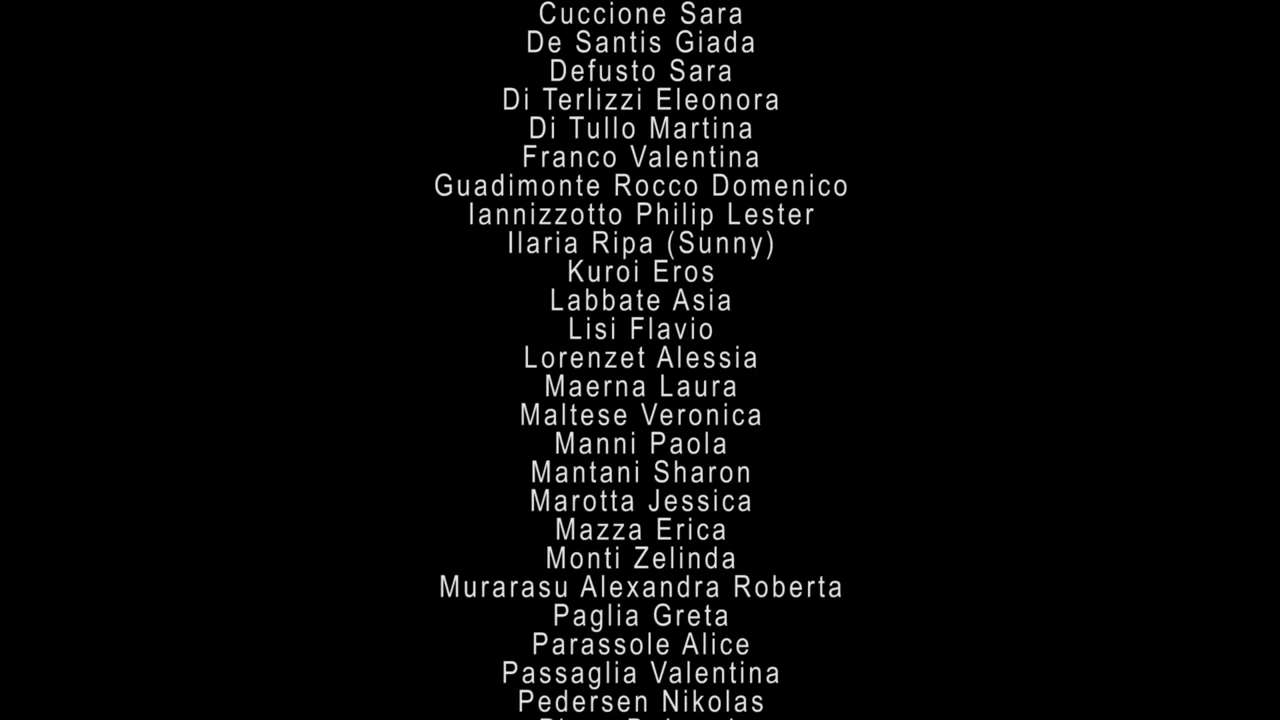 Cuccione Sara
De Santis Giada
Defusto Sara
Di Terlizzi Eleonora
Di Tullo Martina
Franco Valentina
Guadimonte Rocco Domenico
Iannizzotto Philip Lester
Ilaria Ripa (Sunny)
Kuroi Eros
Labbate Asia
Lisi Flavio
Lorenzet Alessia
Maerna Laura
Maltese Veronica
Manni Paola
Mantani Sharon
Marotta Jessica
Mazza Erica
Monti Zelinda
Murarasu Alexandra Roberta
Paglia Greta
Parassole Alice
Passaglia Valentina
Pedersen Nikolas